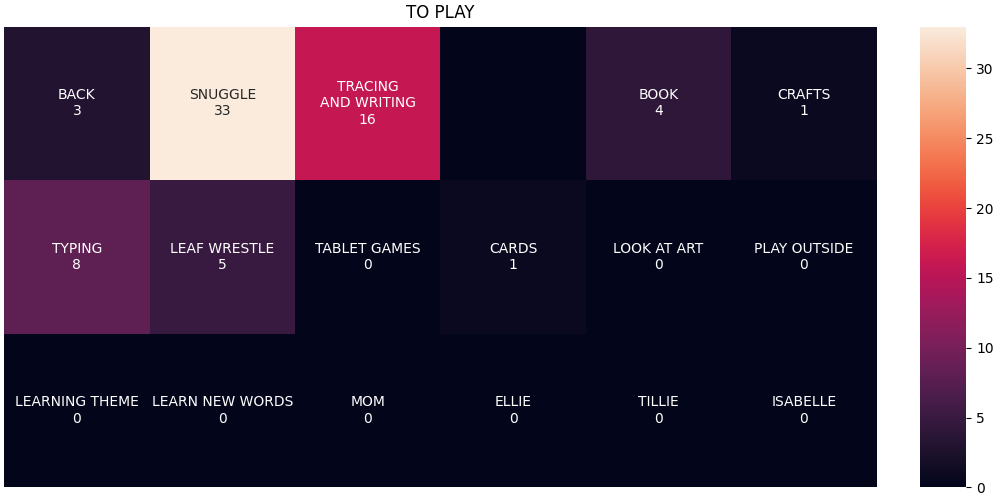 TO PLAY
BACK
3
SNUGGLE
33
TRACING
AND WRITING
16
BOOK
4
CRAFTS
1
TYPING
8
LEAF WRESTLE
5
TABLET GAMES
0
CARDS
1
LOOK AT ART
0
PLAY OUTSIDE
0
LEARNING THEME
0
LEARN NEW WORDS
0
MOM
0
ELLIE
0
TILLIE
0
ISABELLE
0
30
25
20
15
10
5
0